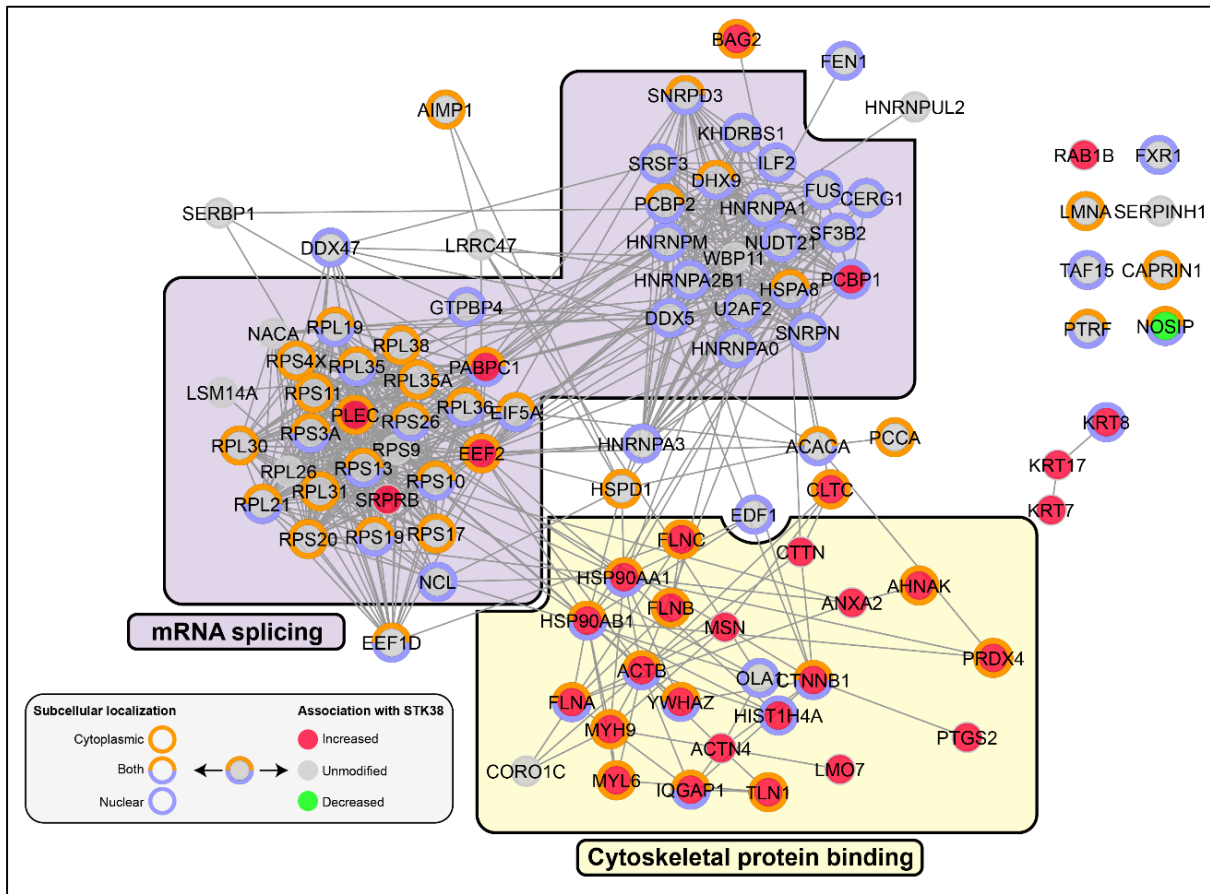 BAG2
FEN1
SNRPD3
HNRNPUL2
AIMP1
KHDRBS1
RAB1B
FXR1
SRSF3
ILF2
DHX9
FUS
SERBP1
PCBP2
HNRNPA1
CERG1
LMNA
SERPINH1
DDX47
LRRC47
HNRNPM
NUDT21
SF3B2
WBP11
TAF15
CAPRIN1
HNRNPA2B1
HSPA8
PCBP1
GTPBP4
DDX5
U2AF2
SNRPN
PTRF
NOSIP
NACA
RPL19
RPL38
HNRNPA0
RPS4X
RPL35
RPL35A
PABPC1
LSM14A
RPS11
PLEC
RPS26
RPL36
EIF5A
RPS3A
RPL30
RPS9
EEF2
HNRNPA3
ACACA
PCCA
KRT8
RPL26
RPS13
KRT17
RPL21
RPL31
SRPRB
RPS10
HSPD1
CLTC
KRT7
RPS20
RPS19
RPS17
EDF1
FLNC
CTTN
NCL
HSP90AA1
AHNAK
FLNB
ANXA2
HSP90AB1
MSN
mRNA splicing
EEF1D
PRDX4
ACTB
OLA1
CTNNB1
FLNA
YWHAZ
HIST1H4A
MYH9
ACTN4
PTGS2
CORO1C
LMO7
MYL6
IQGAP1
TLN1
Cytoskeletal protein binding
Subcellular localization
Association with STK38
Cytoplasmic
Increased
Both
Unmodified
Nuclear
Decreased